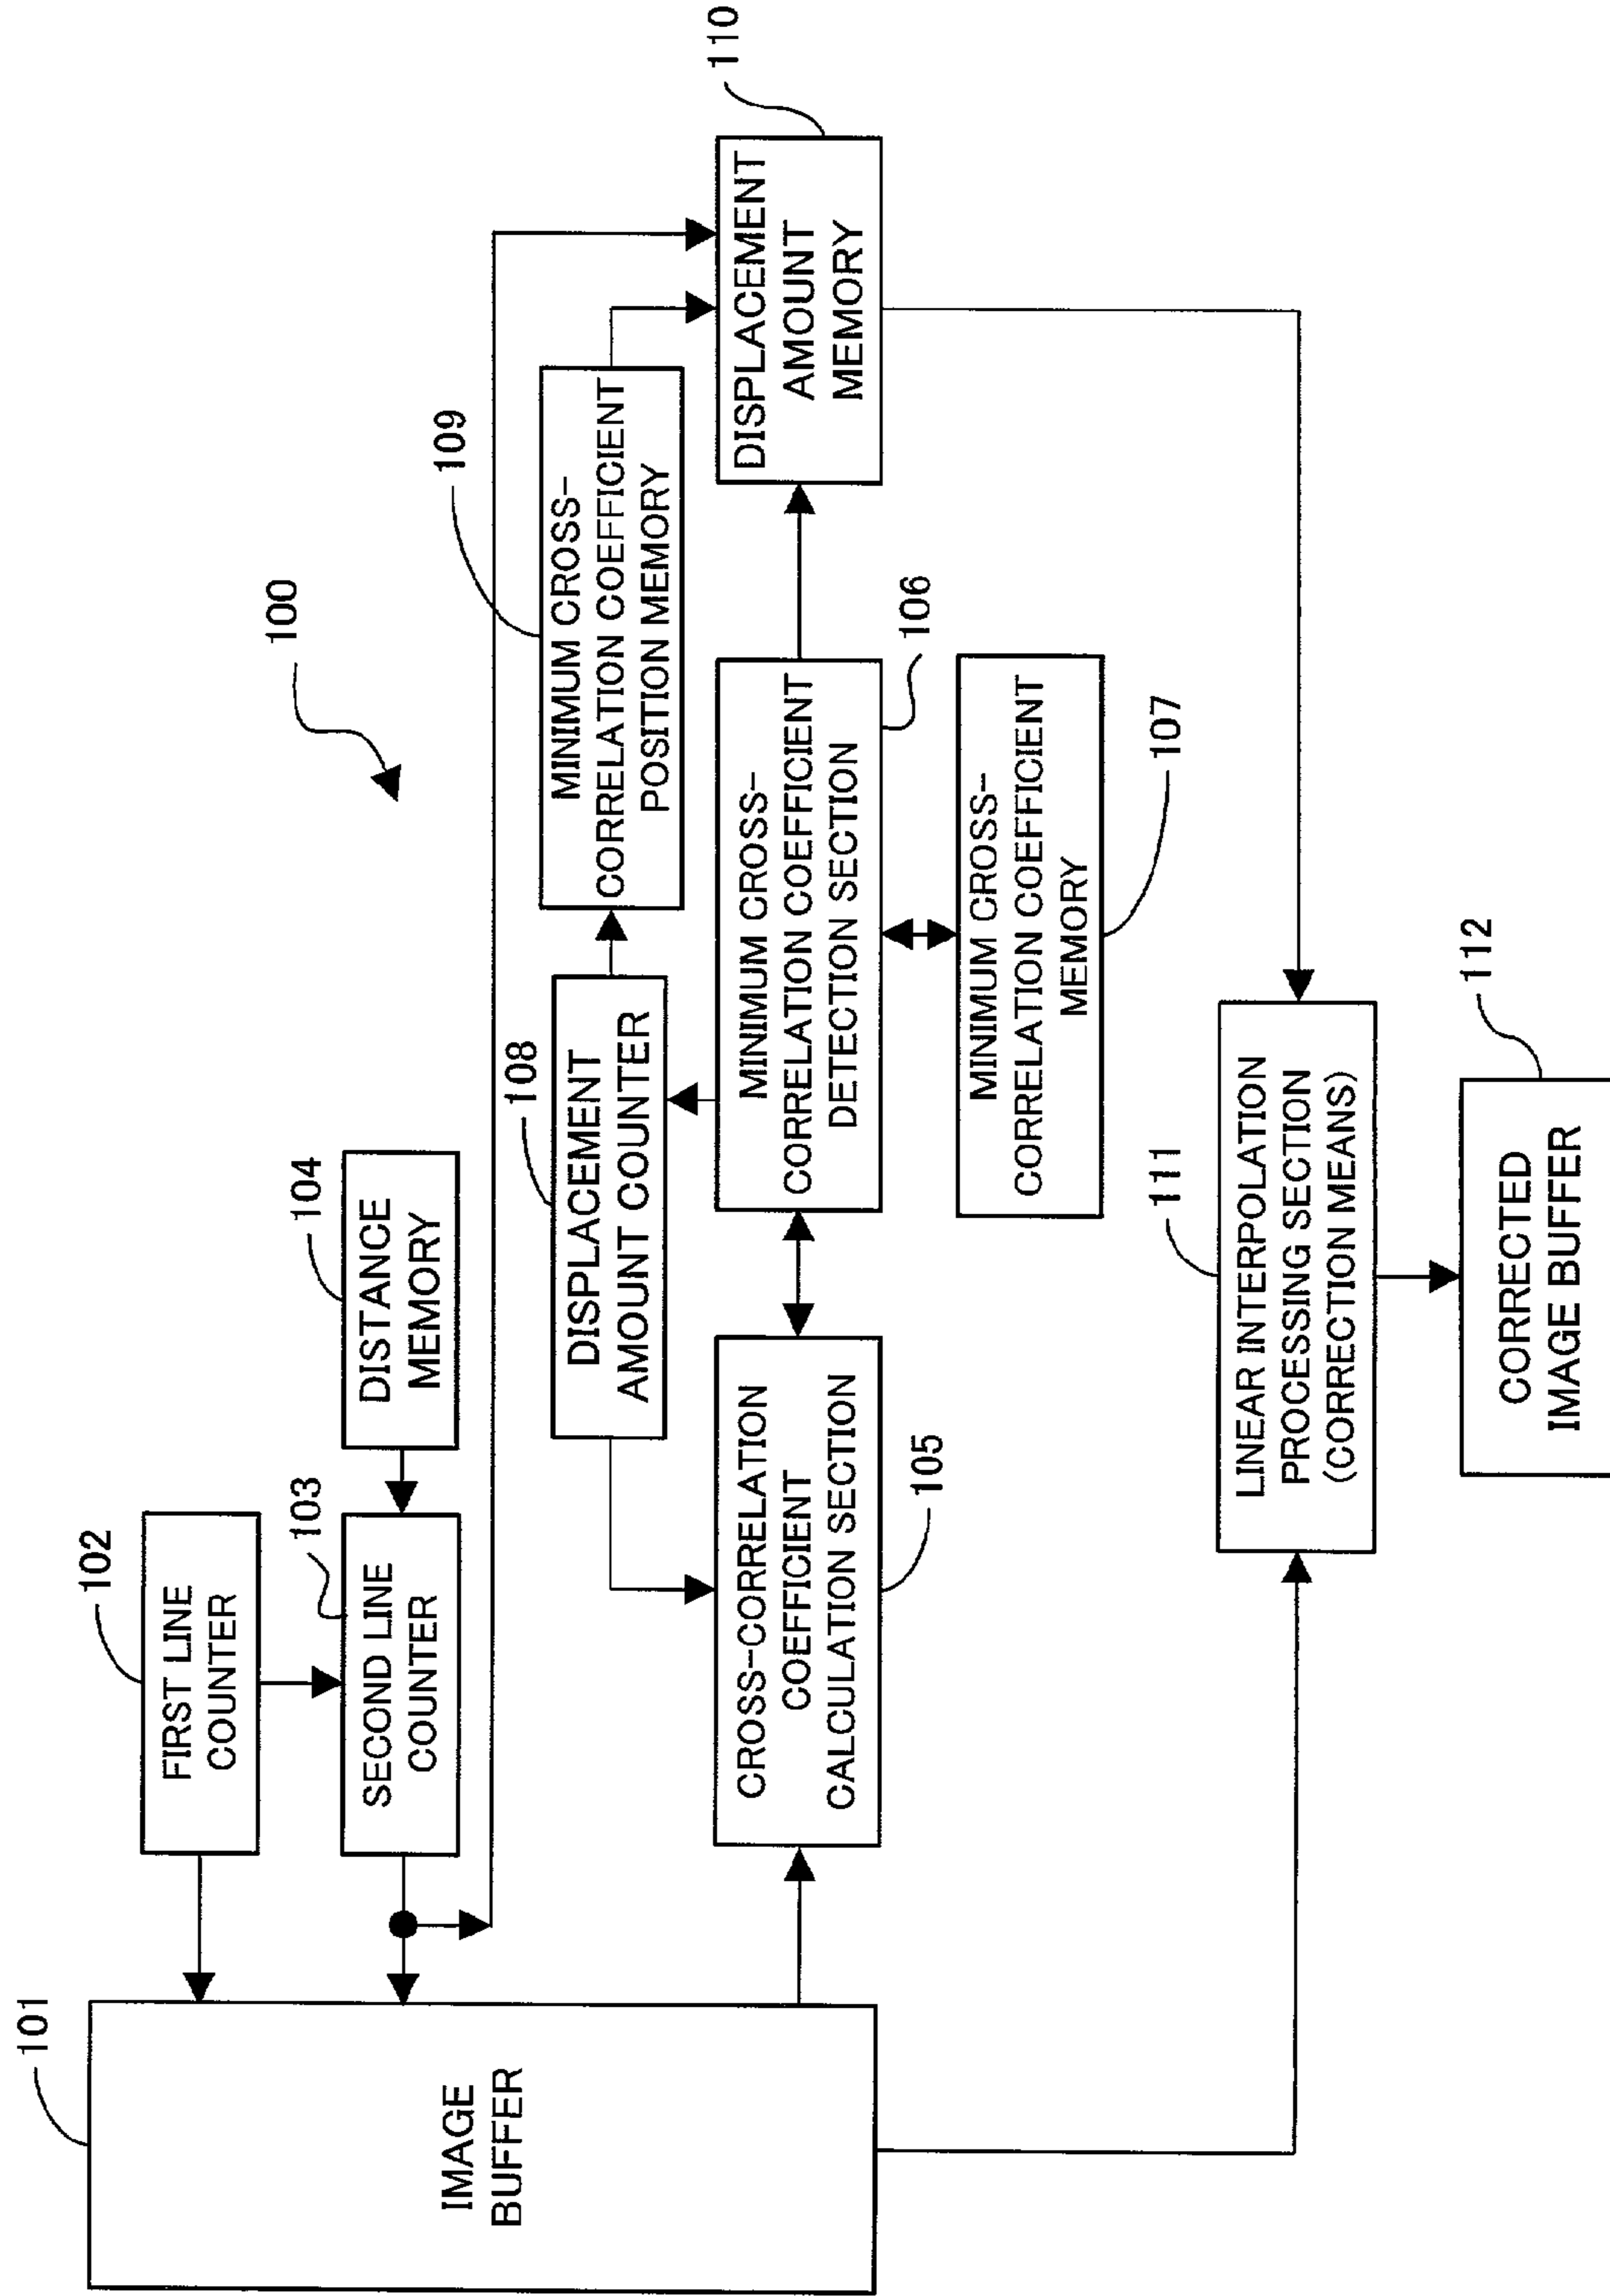 100
101
IMAGE
BUFFER
102
FIRST LINE
COUNTER
103
SECOND LINE
COUNTER
104
DISTANCE
MEMORY
108
DISPLACEMENT
AMOUNT COUNTER
109
MINIMUM CROSS-
CORRELATION COEFFICIENT
POSITION MEMORY
110
DISPLACEMENT
AMOUNT
MEMORY
CROSS-CORRELATION
COEFFICIENT
CALCULATION SECTION
105
MINIMUM CROSS-
CORRELATION COEFFICIENT
DETECTION SECTION
106
MINIMUM CROSS-
CORRELATION COEFFICIENT
MEMORY
107
111
LINEAR INTERPOLATION
PROCESSING SECTION
(CORRECTION MEANS)
112
CORRECTED
IMAGE BUFFER